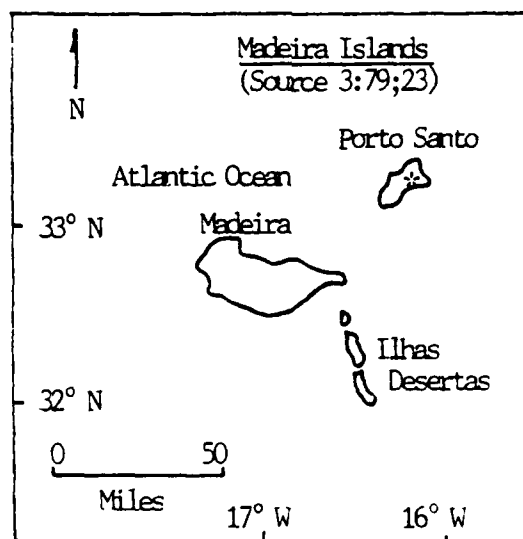 Madeira Islands
(Source 3:79;23)
N
Porto Santo
Atlantic Ocean
33° N
Madeira
Ilhas
Desertas
32° N
0 50
Miles
17° W 16° W